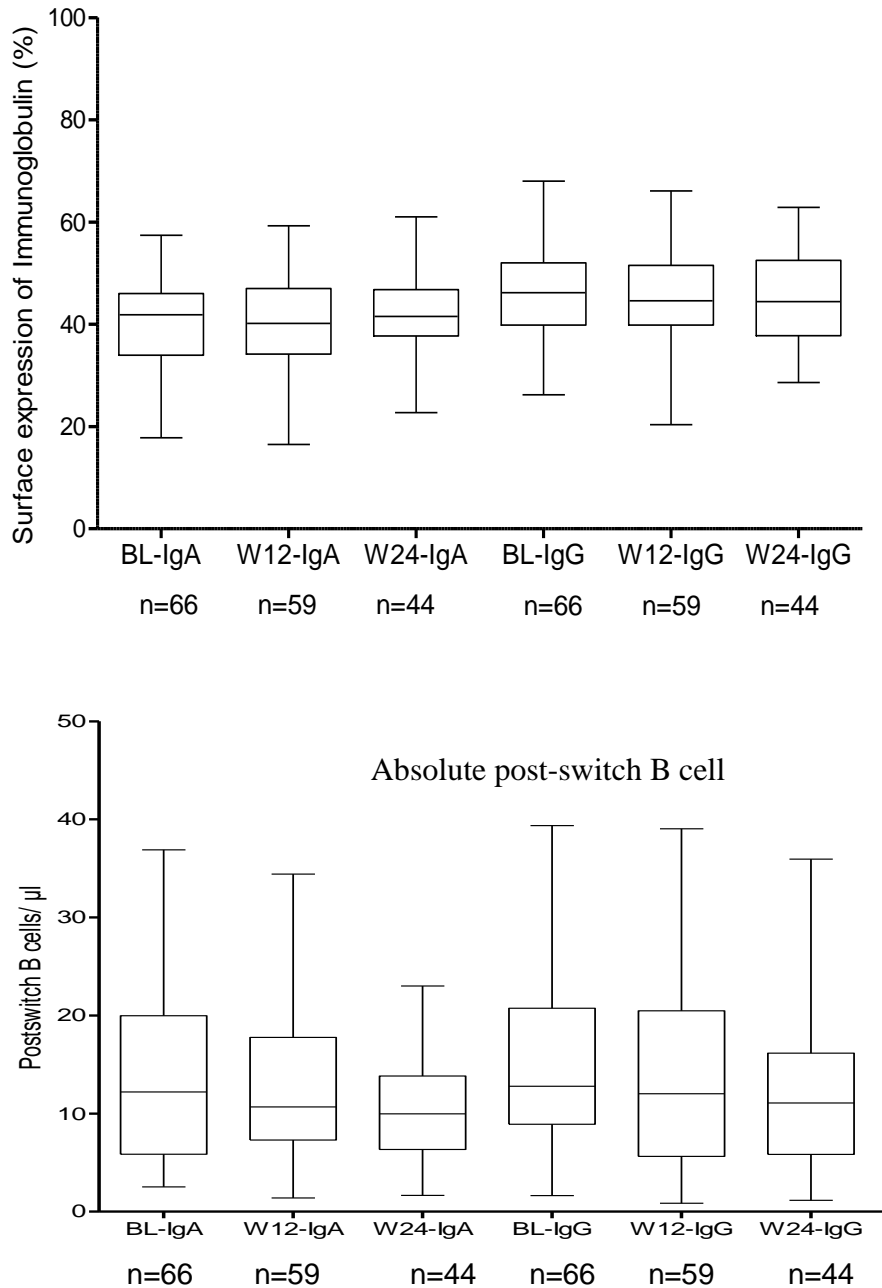 Surface expression of Immunoglobulin (%)
100
80
60
40
20
0
BL-IgA W12-IgA W24-IgA BL-IgG W12-IgG W24-IgG
n=66 n=59 n=44 n=66 n=59 n=44
Absolute post-switch B cell
Postswitch B cells/ µl
50
40
30
20
10
0
BL-IgA W12-IgA W24-IgA BL-IgG W12-IgG W24-IgG
n=66 n=59 n=44 n=66 n=59 n=44